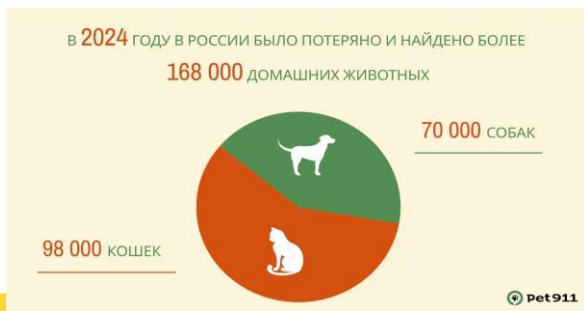 В 2024 ГОДУ В РОССИИ БЫЛО ПОТЕРЯНО И НАЙДЕНО БОЛЕЕ
168 000 ДОМАШНИХ ЖИВОТНЫХ
70 000 СОБАК
98 000 КОШЕК
Pet911